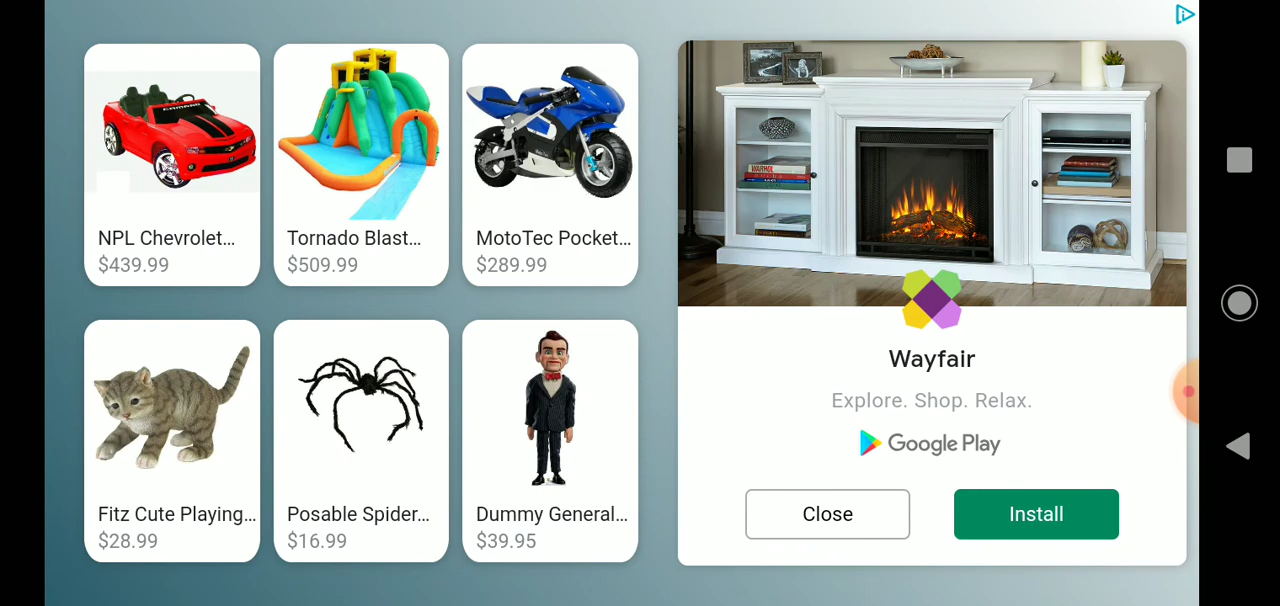 NPL Chevrolet...
$439.99
Tornado Blast...
$509.99
MotoTec Pocket...
$289.99
Fitz Cute Playing...
$28.99
Posable Spider...
$16.99
Dummy General...
$39.95
WARHOL
Wayfair
Explore. Shop. Relax.
Google Play
Close
Install